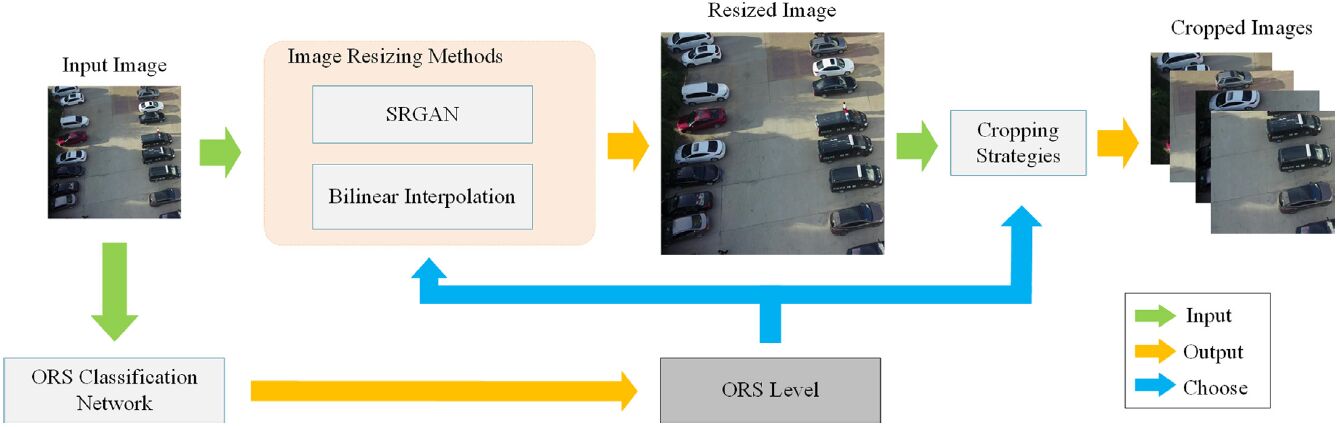 Input Image
Image Resizing Methods
SRGAN
Bilinear Interpolation
Resized Image
Cropping
Strategies
Cropped Images
ORS Classification
Network
ORS Level
Input
Output
Choose